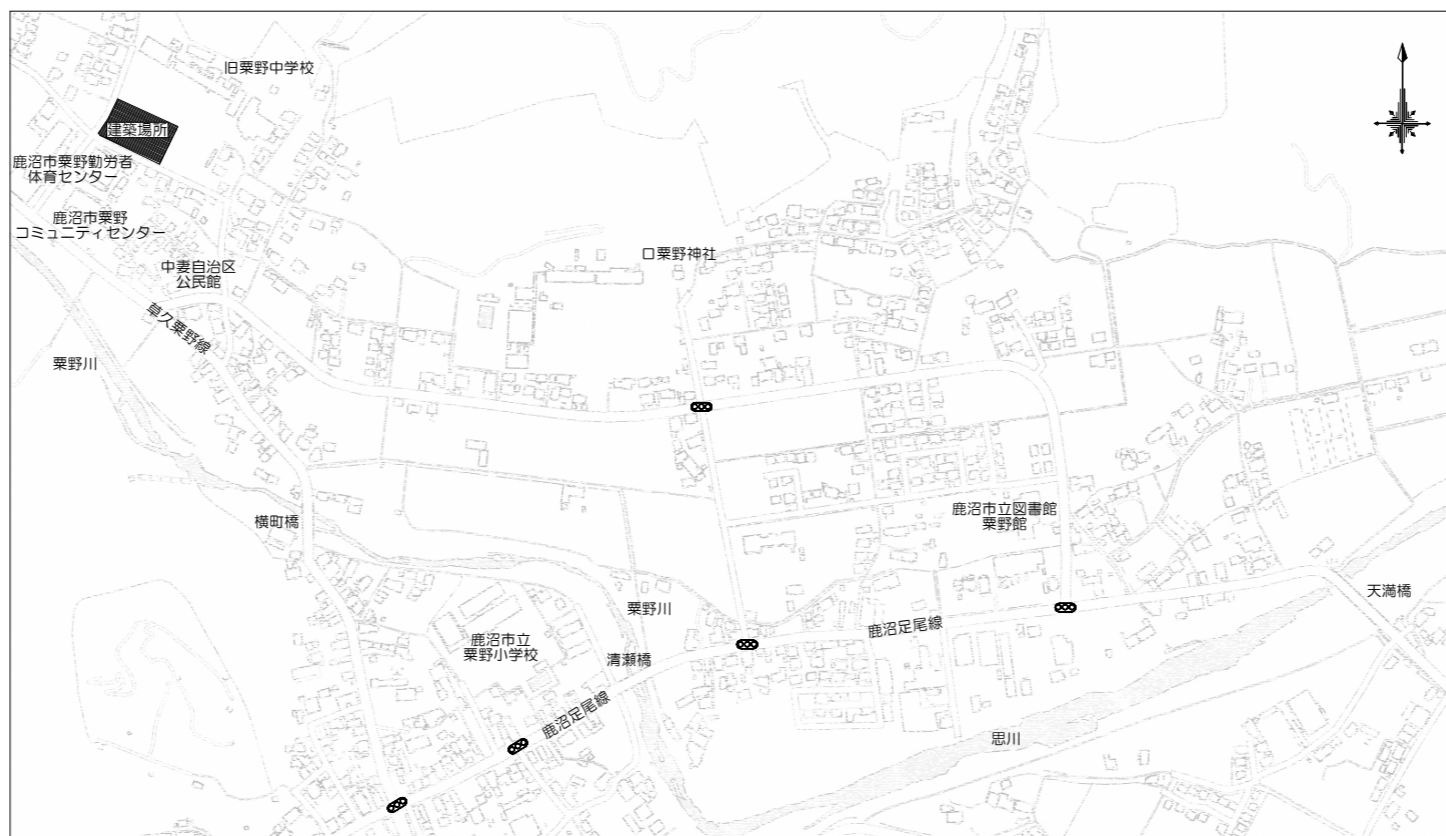 旧粟野中学校
建築場所
鹿沼市粟野勤労者
体育センター
鹿沼市粟野
コミュニティセンター
中妻自治区
公民館
口粟野神社
草久粟野線
粟野川
横町橋
鹿沼市立図書館
粟野館
天満橋
粟野川
鹿沼足尾線
鹿沼市立
粟野小学校
清瀬橋
鹿沼足尾線
思川